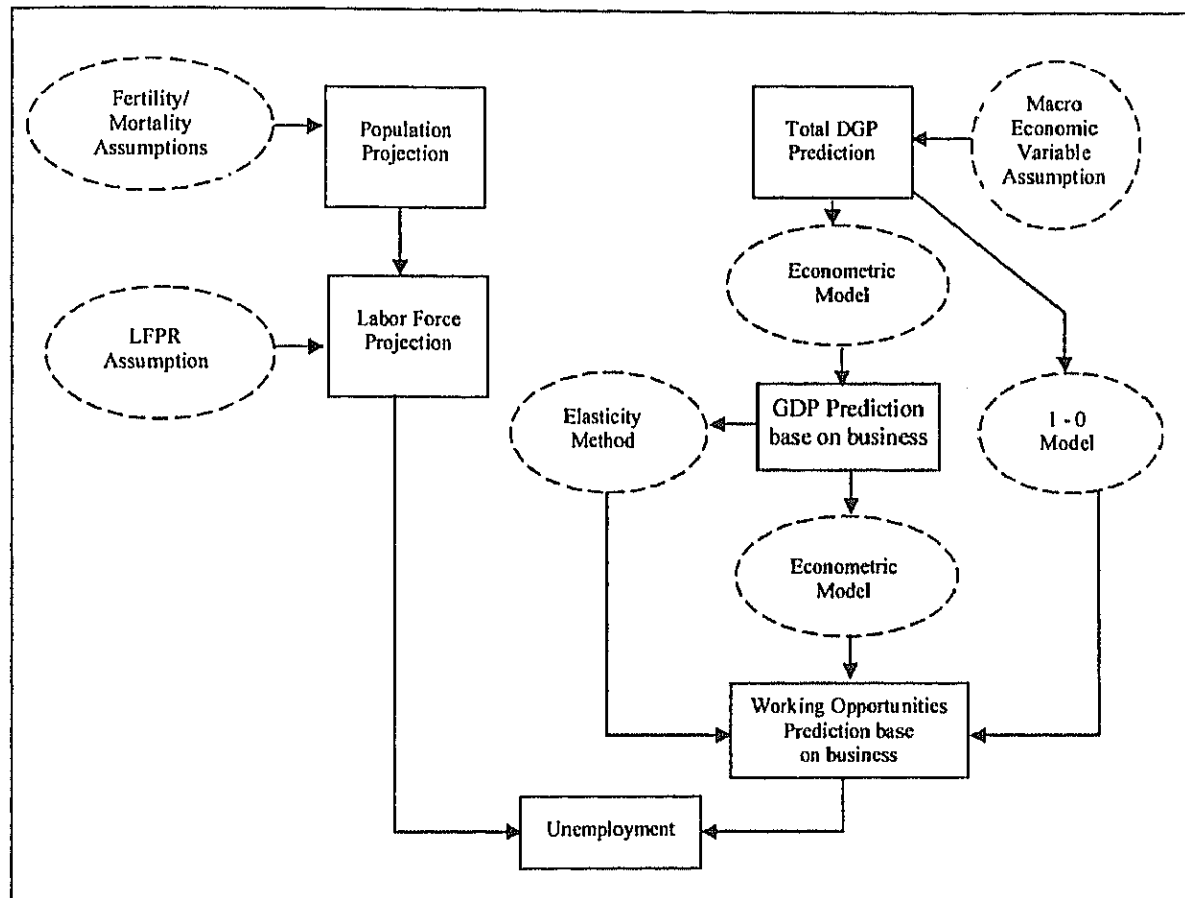 Fertility/
Mortality
Assumptions
Population
Projection
Total DGP
Prediction
Macro
Economic
Variable
Assumption
Econometric
Model
LFPR
Assumption
Labor Force
Projection
Elasticity
Method
GDP Prediction
base on business
I - 0
Model
Econometric
Model
Working Opportunities
Prediction base
on business
Unemployment